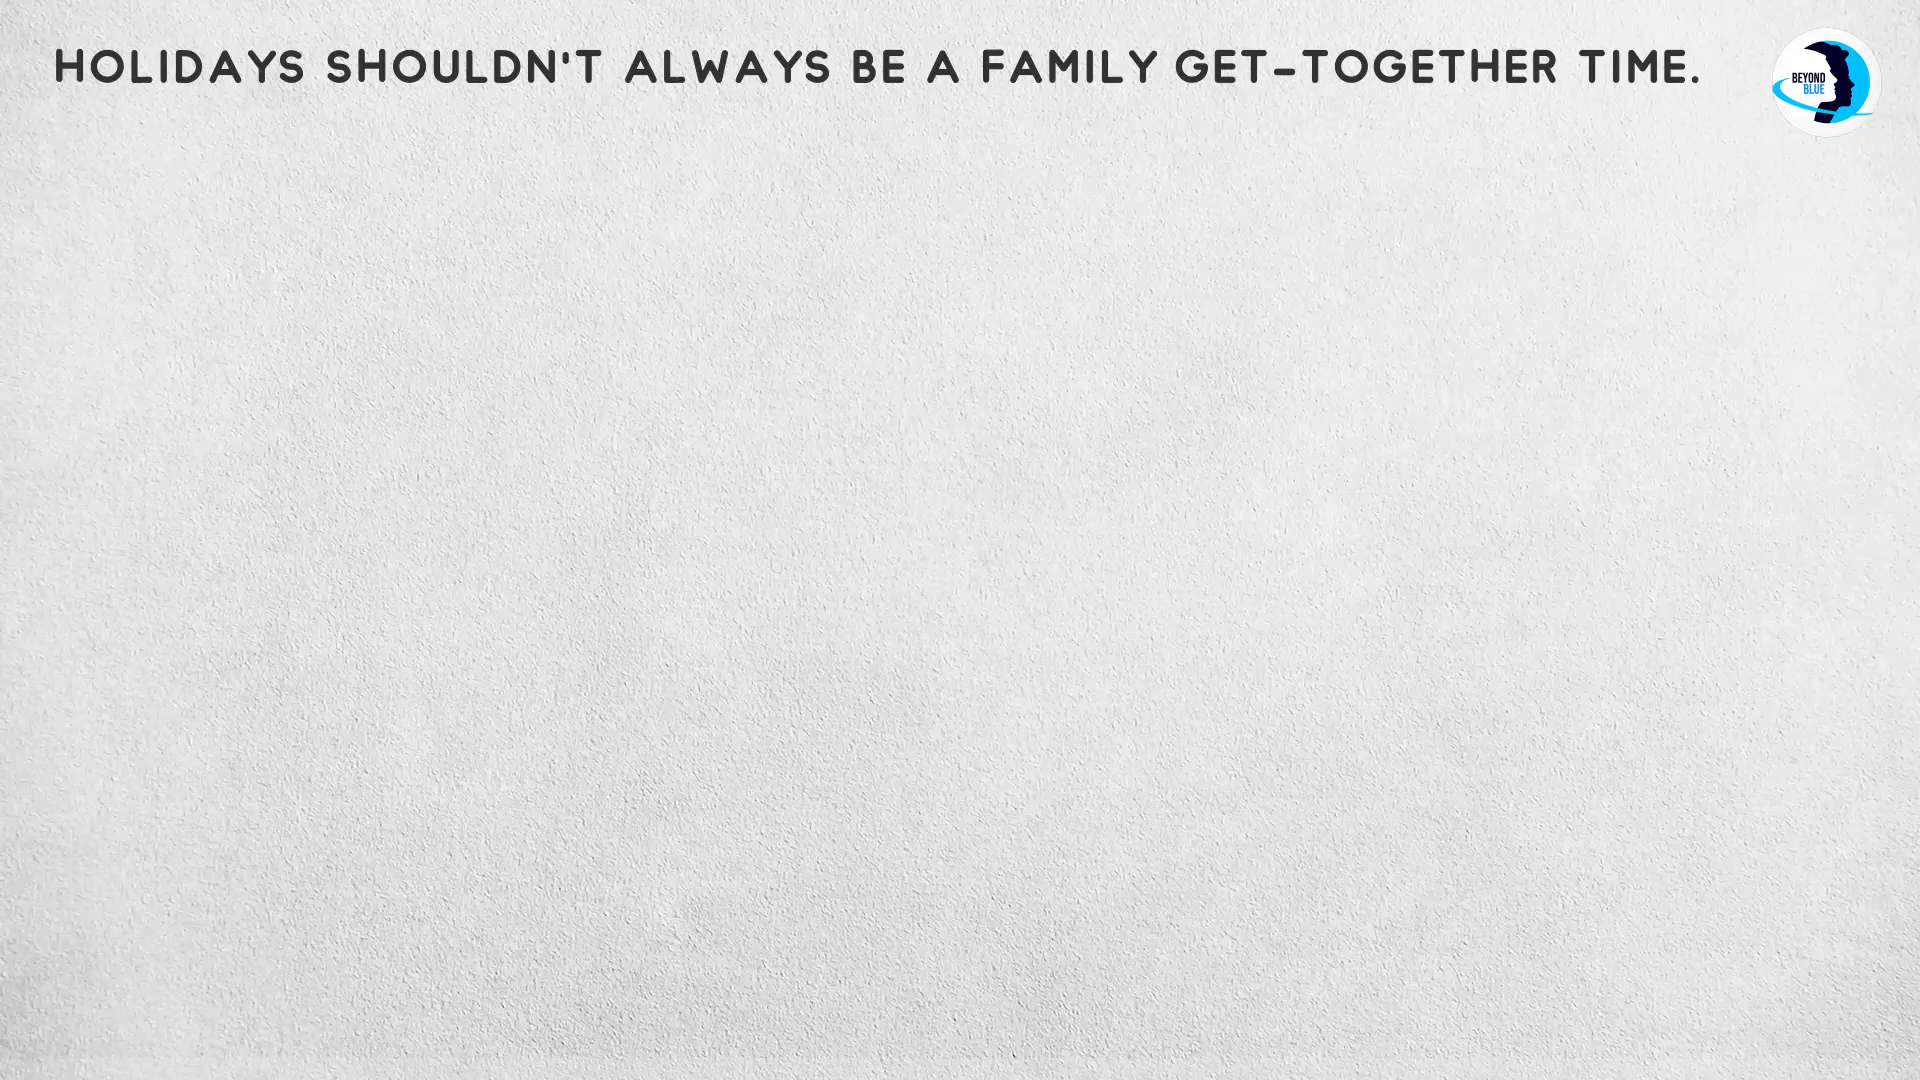 HOLIDAYS SHOULDN'T ALWAYS BE A FAMILY GET-TOGETHER TIME.
BEYOND
BLUE